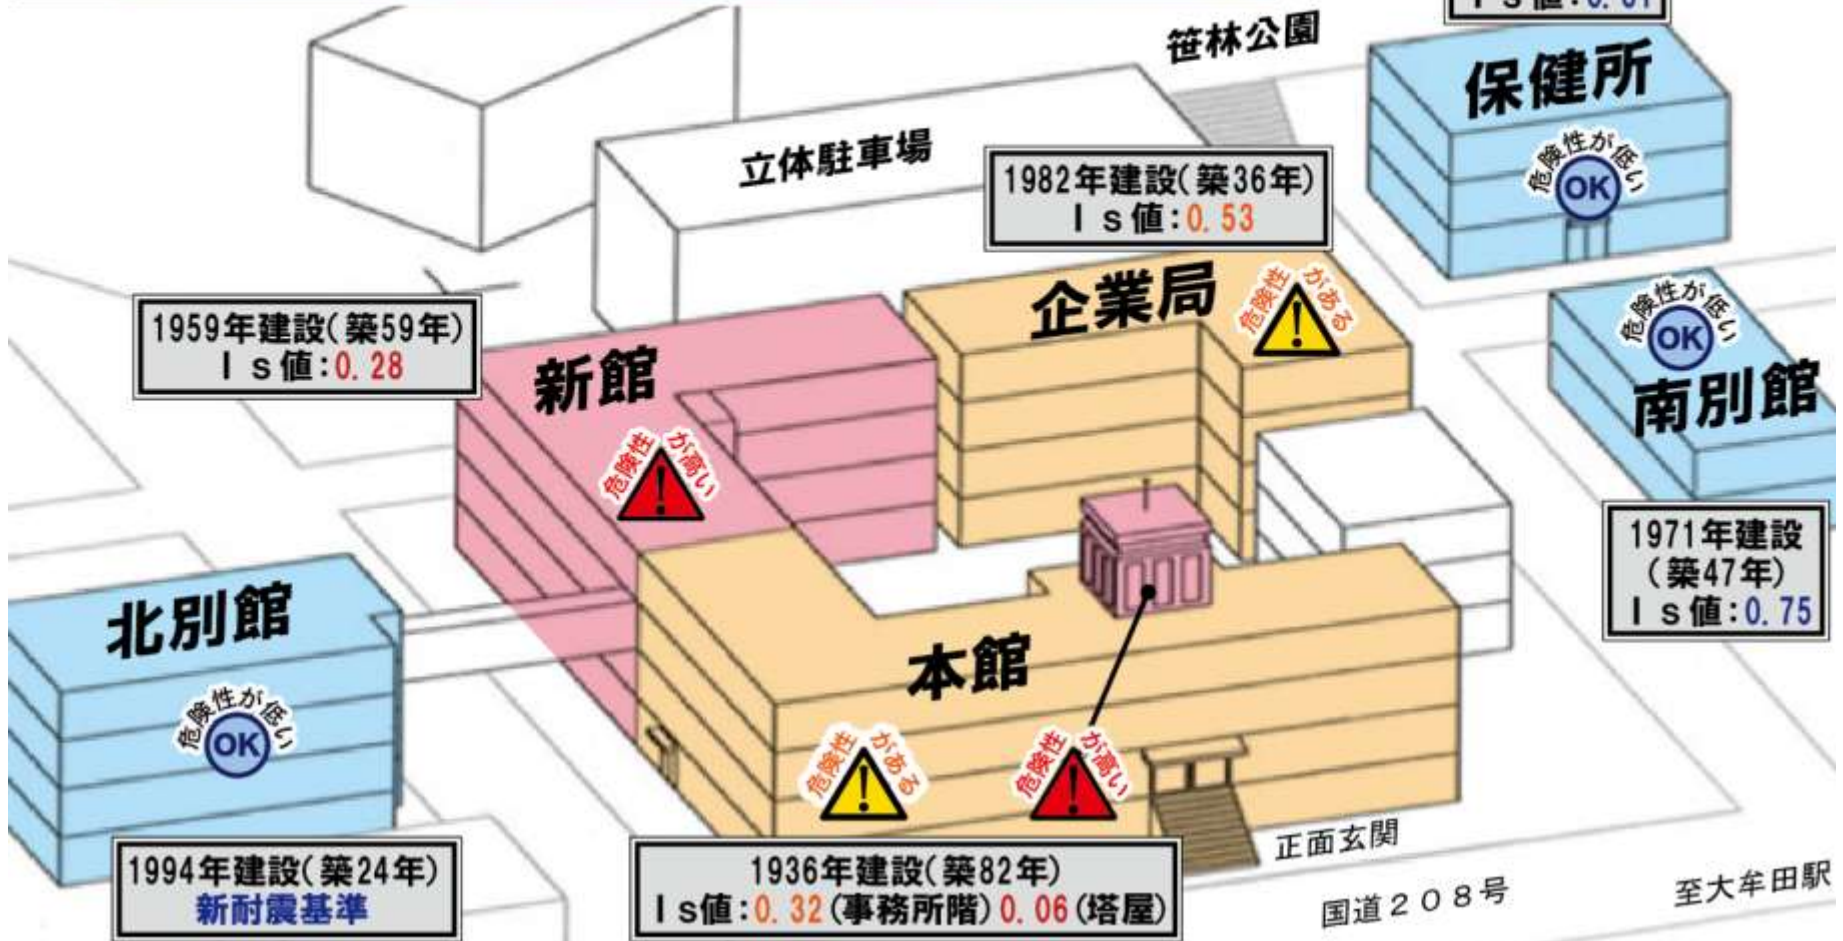 Ｉｓ値：0.61
笹林公園
保健所
危険性が低い
OK
立体駐車場
1982年建設(築36年)
Ｉｓ値：0.53
企業局
危険性がある
危険性が低い
OK
南別館
1959年建設(築59年)
Ｉｓ値：0.28
新館
危険性が高い
1971年建設
(築47年)
Ｉｓ値：0.75
北別館
危険性が低い
OK
本館
危険性がある
危険性が高い
1994年建設(築24年)
新耐震基準
1936年建設(築82年)
Ｉｓ値：0.32(事務所階)0.06(塔屋)
正面玄関
国道２０８号
至大牟田駅